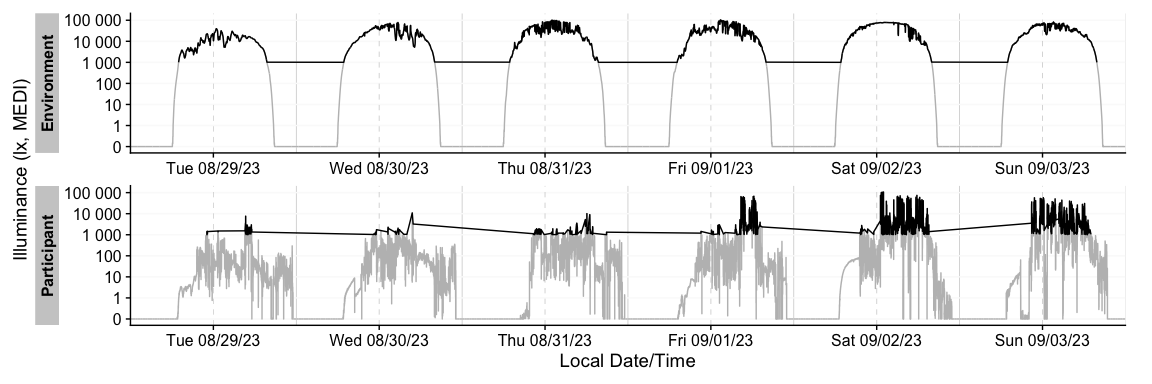 Illuminance (lx, MEDI)
Environment
100 000
10 000
1 000
100
10
1
0
Tue 08/29/23 Wed 08/30/23 Thu 08/31/23 Fri 09/01/23 Sat 09/02/23 Sun 09/03/23
Participant
100 000
10 000
1 000
100
10
1
0
Tue 08/29/23 Wed 08/30/23 Thu 08/31/23 Fri 09/01/23 Sat 09/02/23 Sun 09/03/23
Local Date/Time